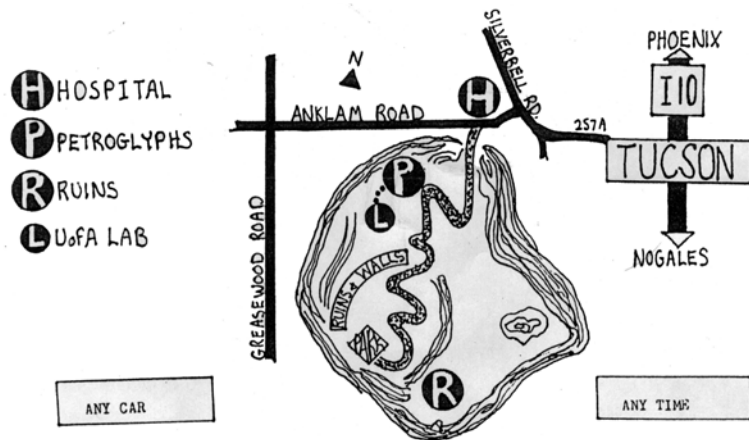 H HOSPITAL
P PETROGLYPHS
R RUINS
L UofA LAB
N
ANKLAM ROAD
H
SILVERBELL RD.
257A
PHOENIX
I10
TUCSON
NOGALES
GREASEWOOD ROAD
P
L
RUINS & WALLS
PARK
R
ANY CAR
ANY TIME